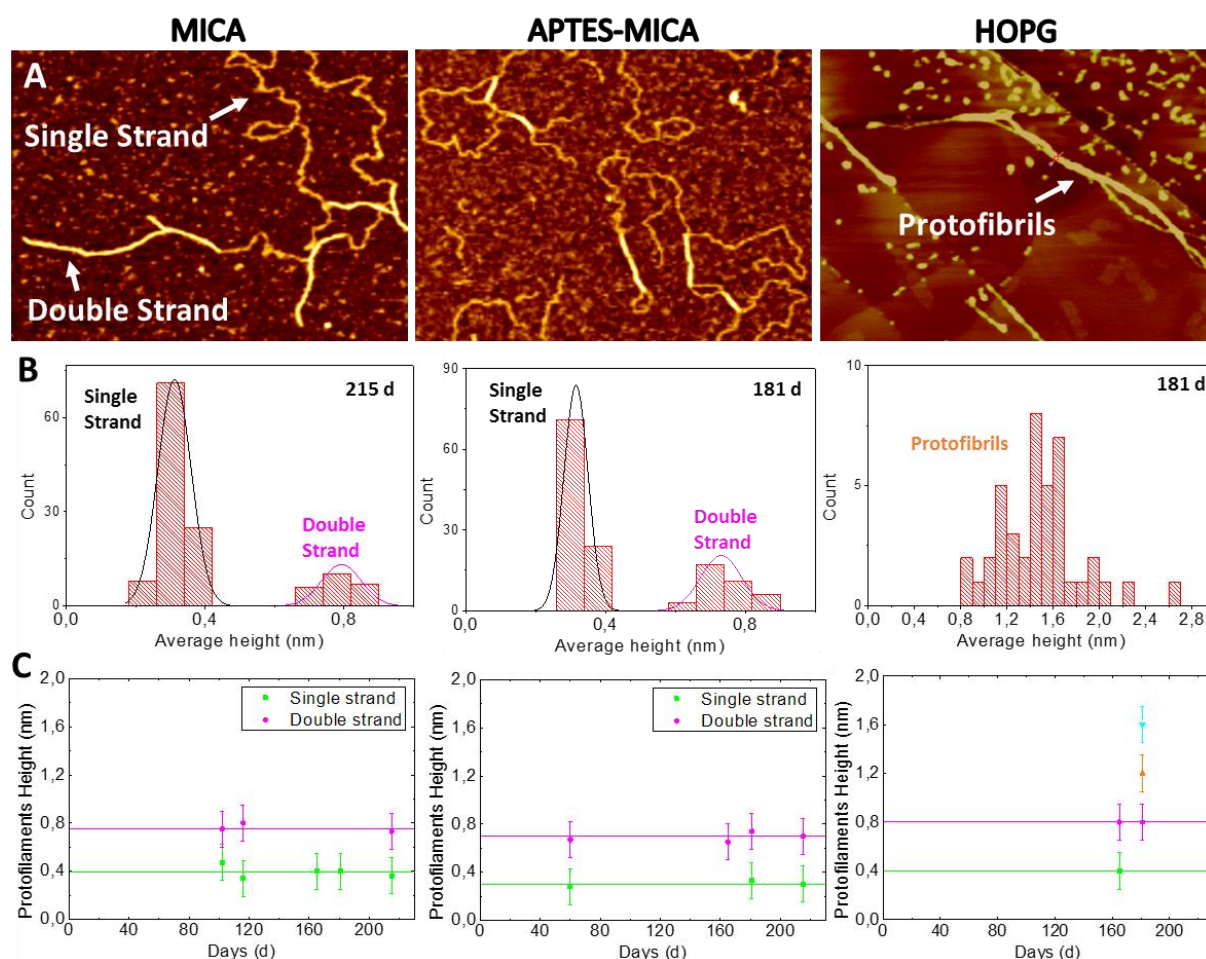 MICA
APTES-MICA
HOPG
A
Single Strand
Double Strand
Protofibrils
B
60
30
0
Count
Single
Strand
215 d
Double
Strand
0,0
0,4
0,8
Average height (nm)
90
60
30
0
Count
Single
Strand
181 d
Double
Strand
0,0
0,4
0,8
Average height (nm)
10
5
0
Count
181 d
Protofibrils
0,0
0,4
0,8
1,2
1,6
2,0
2,4
2,8
Average height (nm)
C
2,0
1,6
1,2
0,8
0,4
0,0
Protofilaments Height (nm)
Single strand
Double strand
0
40
80
120
160
200
Days (d)
2,0
1,6
1,2
0,8
0,4
0,0
Protofilaments Height (nm)
Single strand
Double strand
0
40
80
120
160
200
Days (d)
2,0
1,6
1,2
0,8
0,4
0,0
Protofilaments Height (nm)
0
40
80
120
160
200
Days (d)